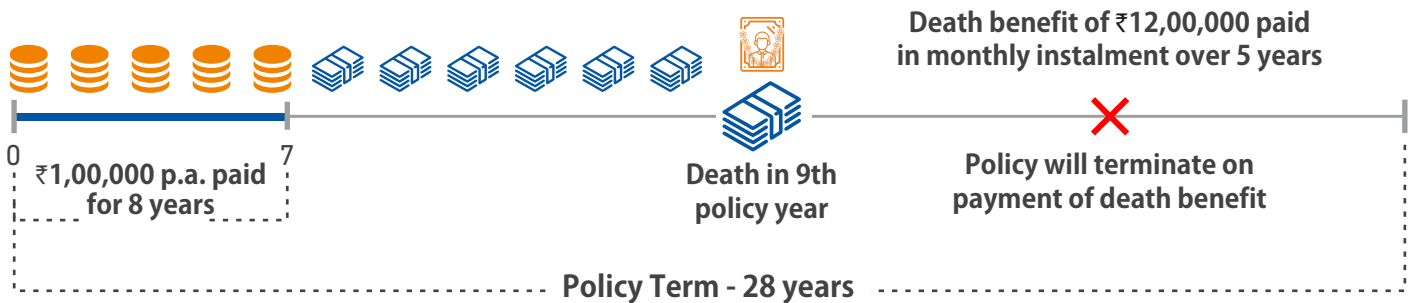 Death benefit of ₹12,00,000 paid
in monthly instalment over 5 years
0
7
₹1,00,000 p.a. paid
for 8 years
Death in 9th
policy year
Policy will terminate on
payment of death benefit
Policy Term - 28 years